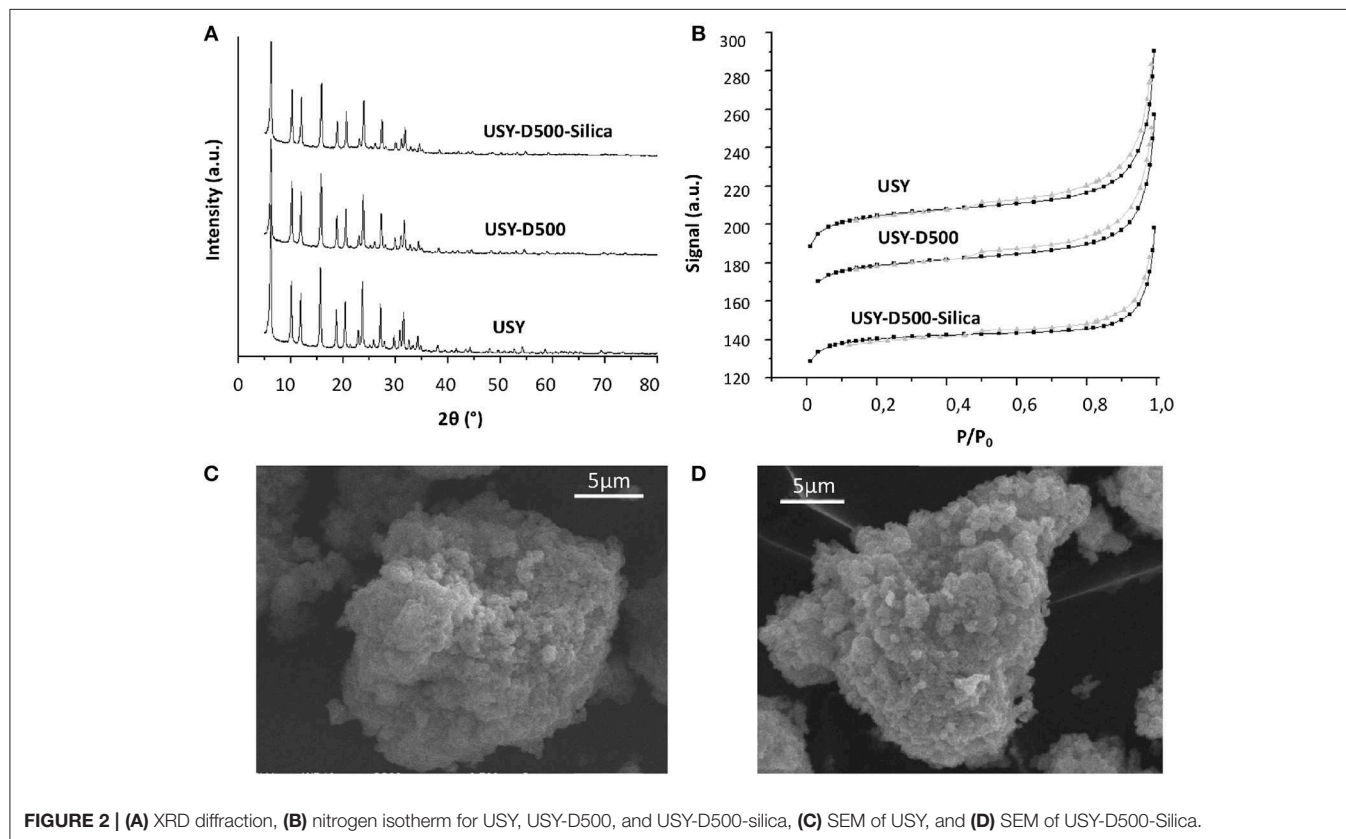 A
Intensity (a.u.)
USY-D500-Silica
USY-D500
USY
0 10 20 30 40 50 60 70 80
2θ (°)
B
Signal (a.u.)
300
280
260
240
220
200
180
160
140
120
USY
USY-D500
USY-D500-Silica
0 0,2 0,4 0,6 0,8 1,0
P/P₀
C
5µm
D
5µm
FIGURE 2 | (A) XRD diffraction, (B) nitrogen isotherm for USY, USY-D500, and USY-D500-silica, (C) SEM of USY, and (D) SEM of USY-D500-Silica.